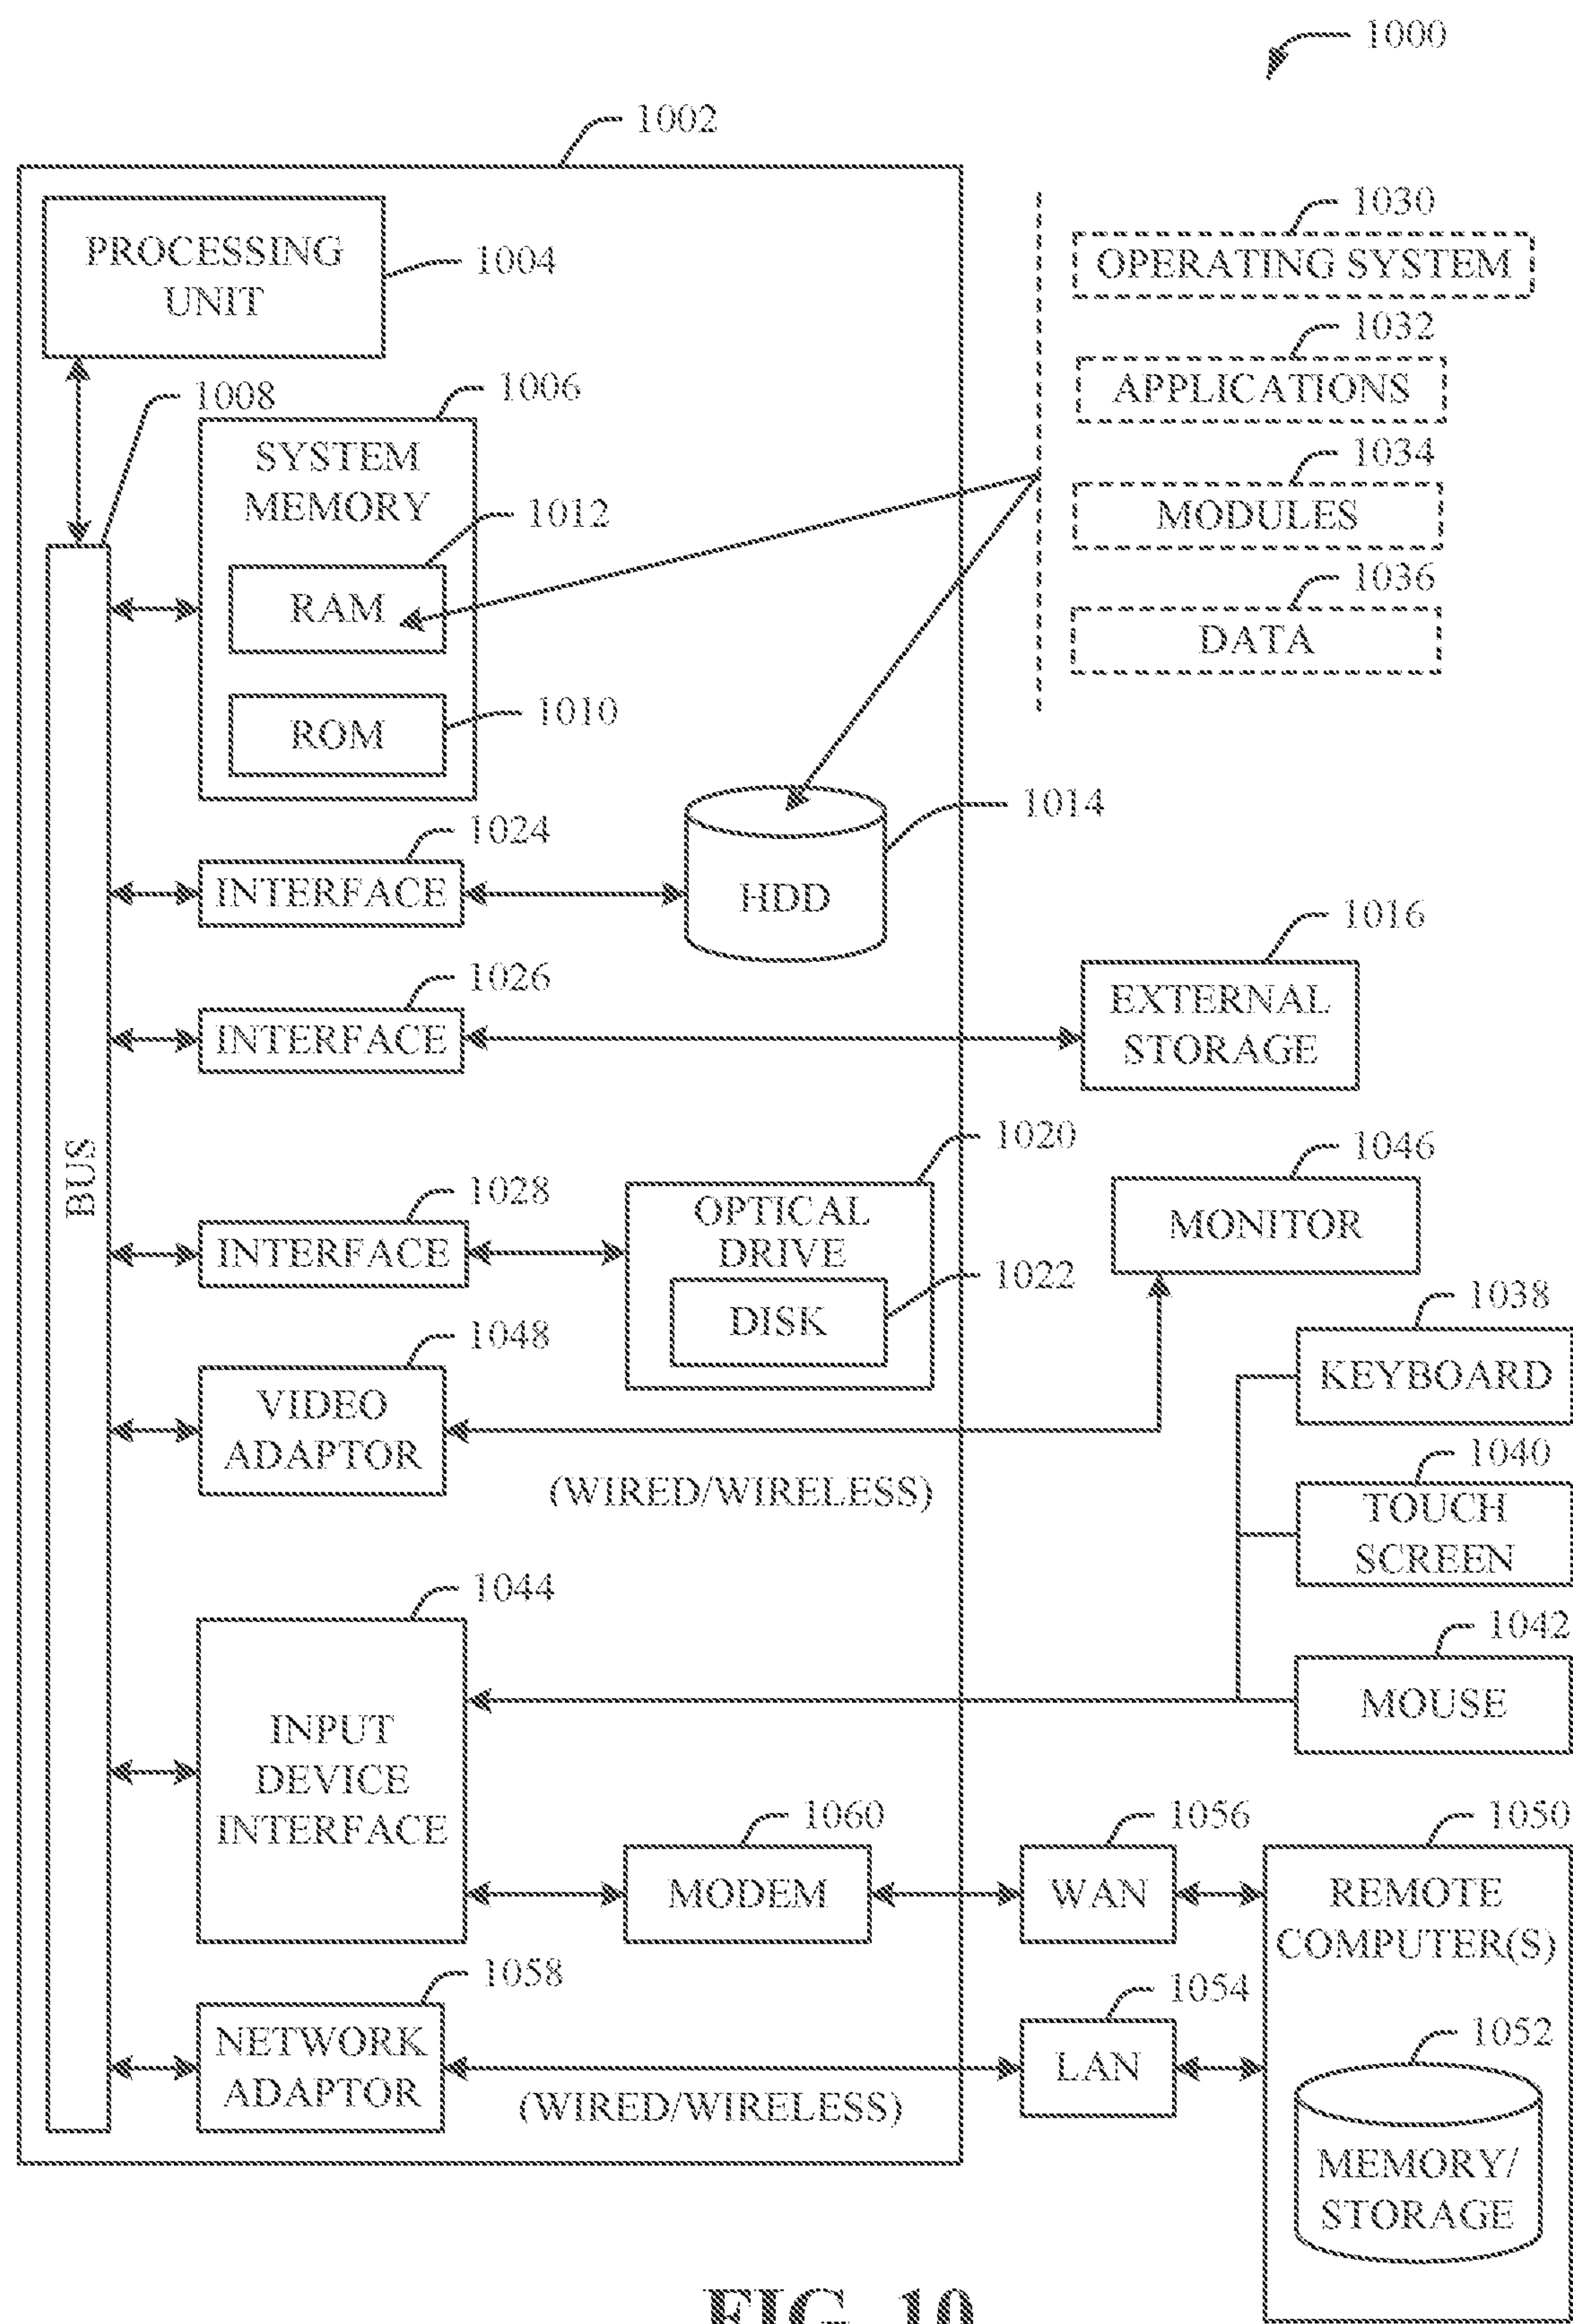 1000
1002
PROCESSING
UNIT
1004
1030
OPERATING SYSTEM
1032
APPLICATIONS
1034
MODULES
1036
DATA
1008
1006
SYSTEM
MEMORY
1012
RAM
1010
ROM
1024
INTERFACE
1014
HDD
1026
INTERFACE
1016
EXTERNAL
STORAGE
BUS
1028
INTERFACE
1020
OPTICAL
DRIVE
1022
DISK
1046
MONITOR
1048
VIDEO
ADAPTOR
(WIRED/WIRELESS)
1038
KEYBOARD
1040
TOUCH
SCREEN
1042
MOUSE
1044
INPUT
DEVICE
INTERFACE
1060
MODEM
1056
WAN
1050
REMOTE
COMPUTER(S)
1058
NETWORK
ADAPTOR
(WIRED/WIRELESS)
1054
LAN
1052
MEMORY/
STORAGE
FIG. 10